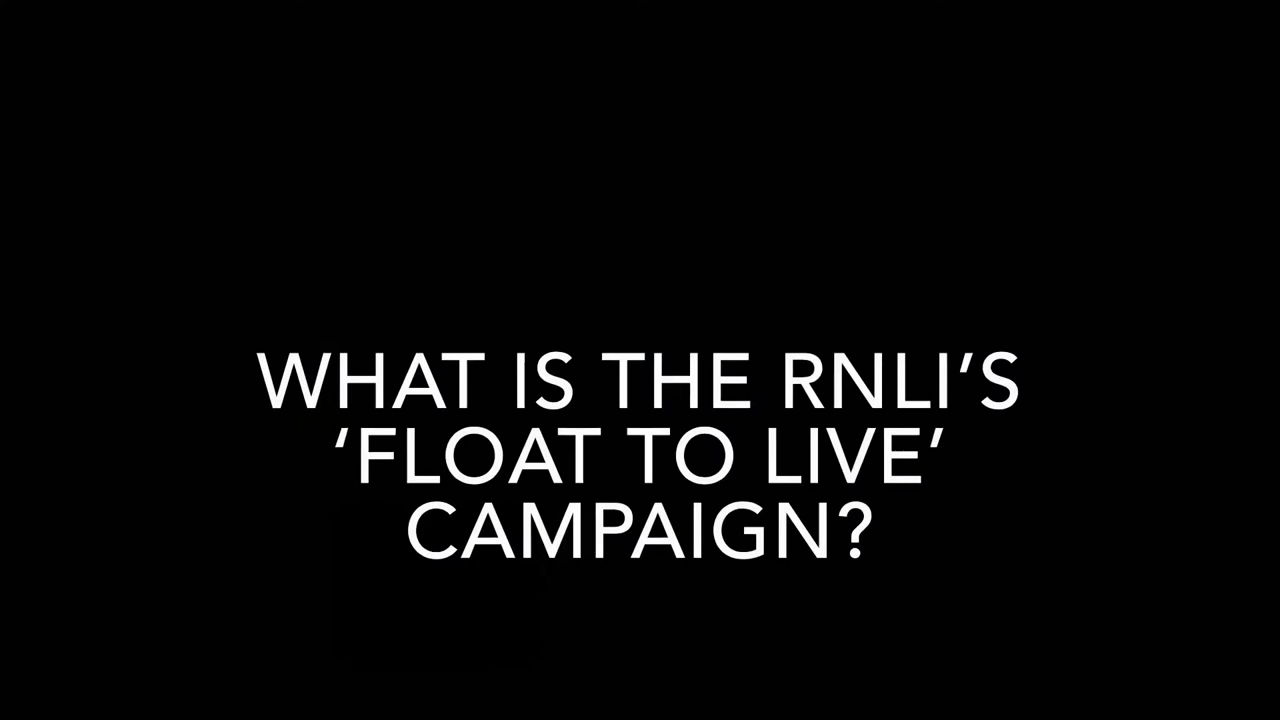 WHAT IS THE RNLI’S
‘FLOAT TO LIVE’
CAMPAIGN?